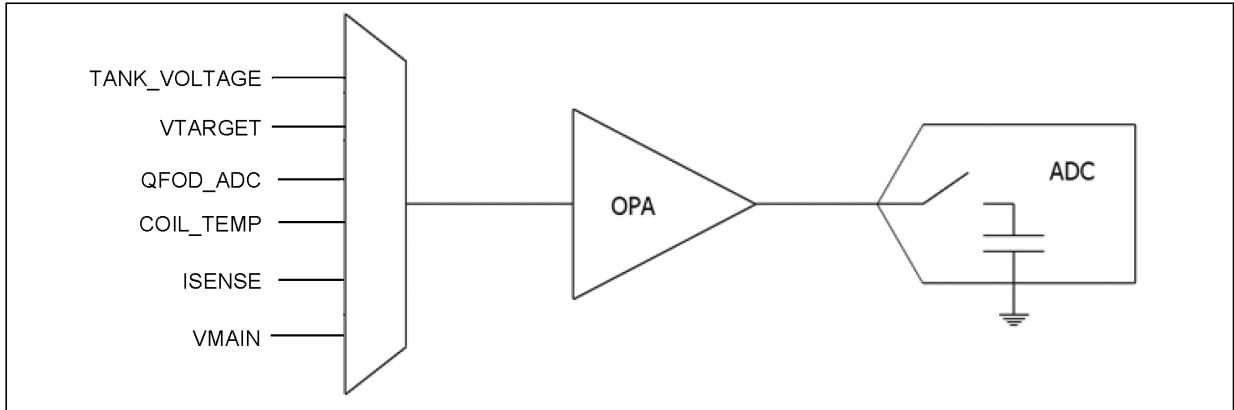 TANK_VOLTAGE
VTARGET
QFOD_ADC
COIL_TEMP
ISENSE
VMAIN
OPA
ADC